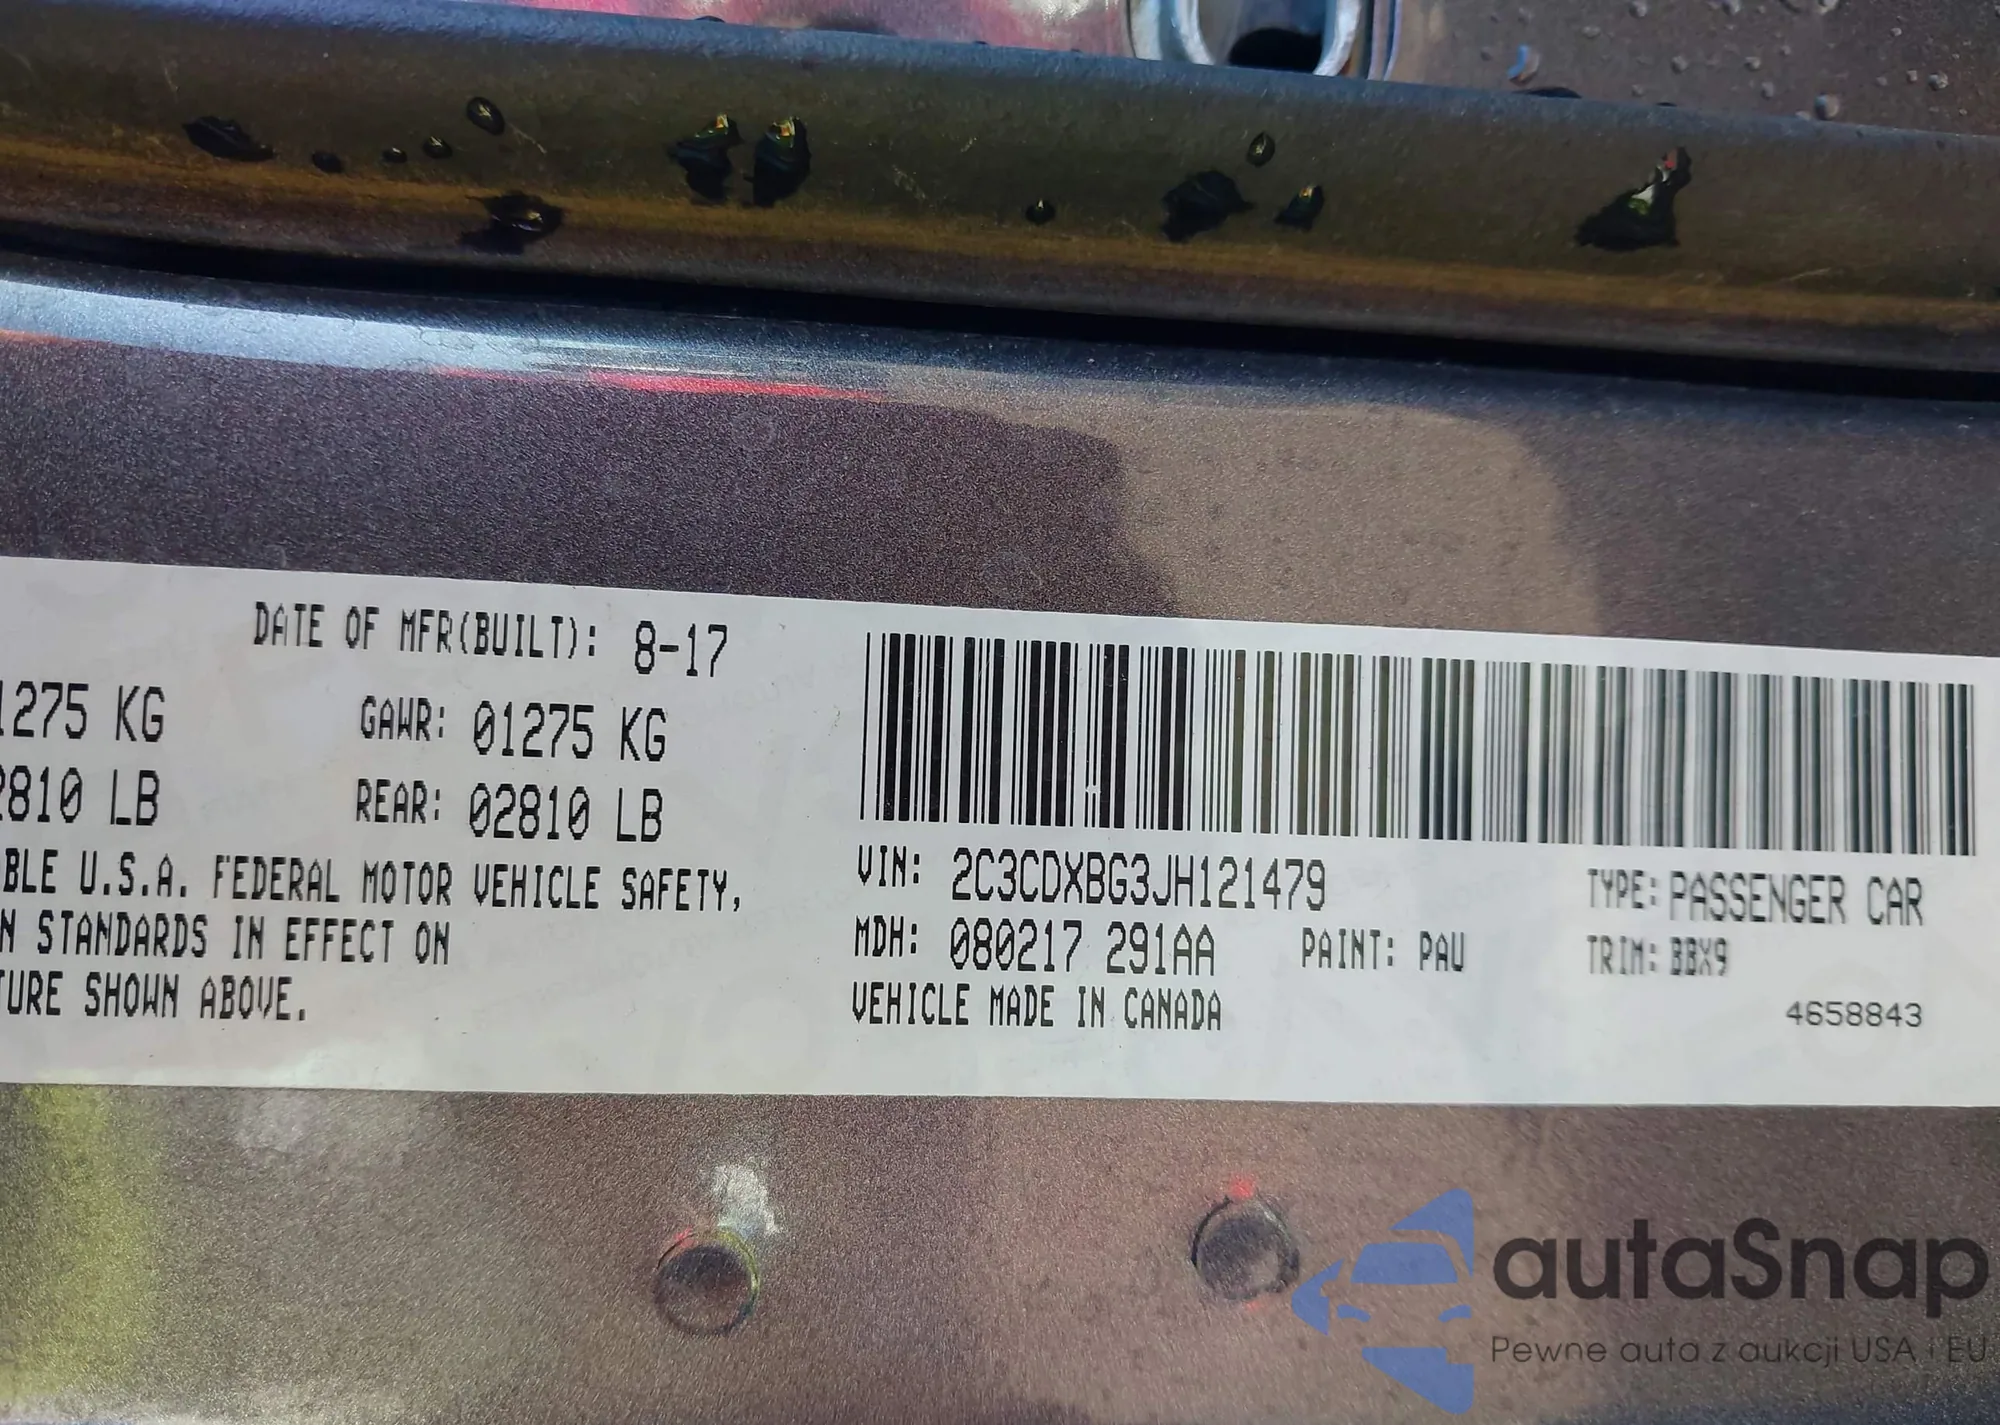 DATE OF MFR(BUILT): 8-17
1275 KG GAWR: 01275 KG
2810 LB REAR: 02810 LB
BLE U.S.A. FEDERAL MOTOR VEHICLE SAFETY,
N STANDARDS IN EFFECT ON
TURE SHOWN ABOVE.
VIN: 2C3CDXBG3JH121479 TYPE: PASSENGER CAR
MDH: 080217 291AA PAINT: PAU TRIM: BBX9
VEHICLE MADE IN CANADA
4658843
autaSnap
Pewne auta z aukcji USA i EU